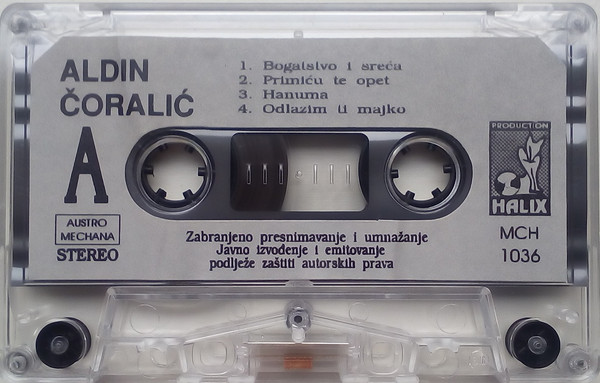 ALDIN
ČORALIĆ
A
1. Bogatstvo i sreća
2. Primiću te opet
3. Hanuma
4. Odlazim ti majko
AUSTRO
MECHANA
STEREO
PRODUCTION
HALIX
MCH
1036
Zabranjeno presnimavanje i umnažanje
Javno izvođenje i emitovanje
podlježe zaštiti autorskih prava